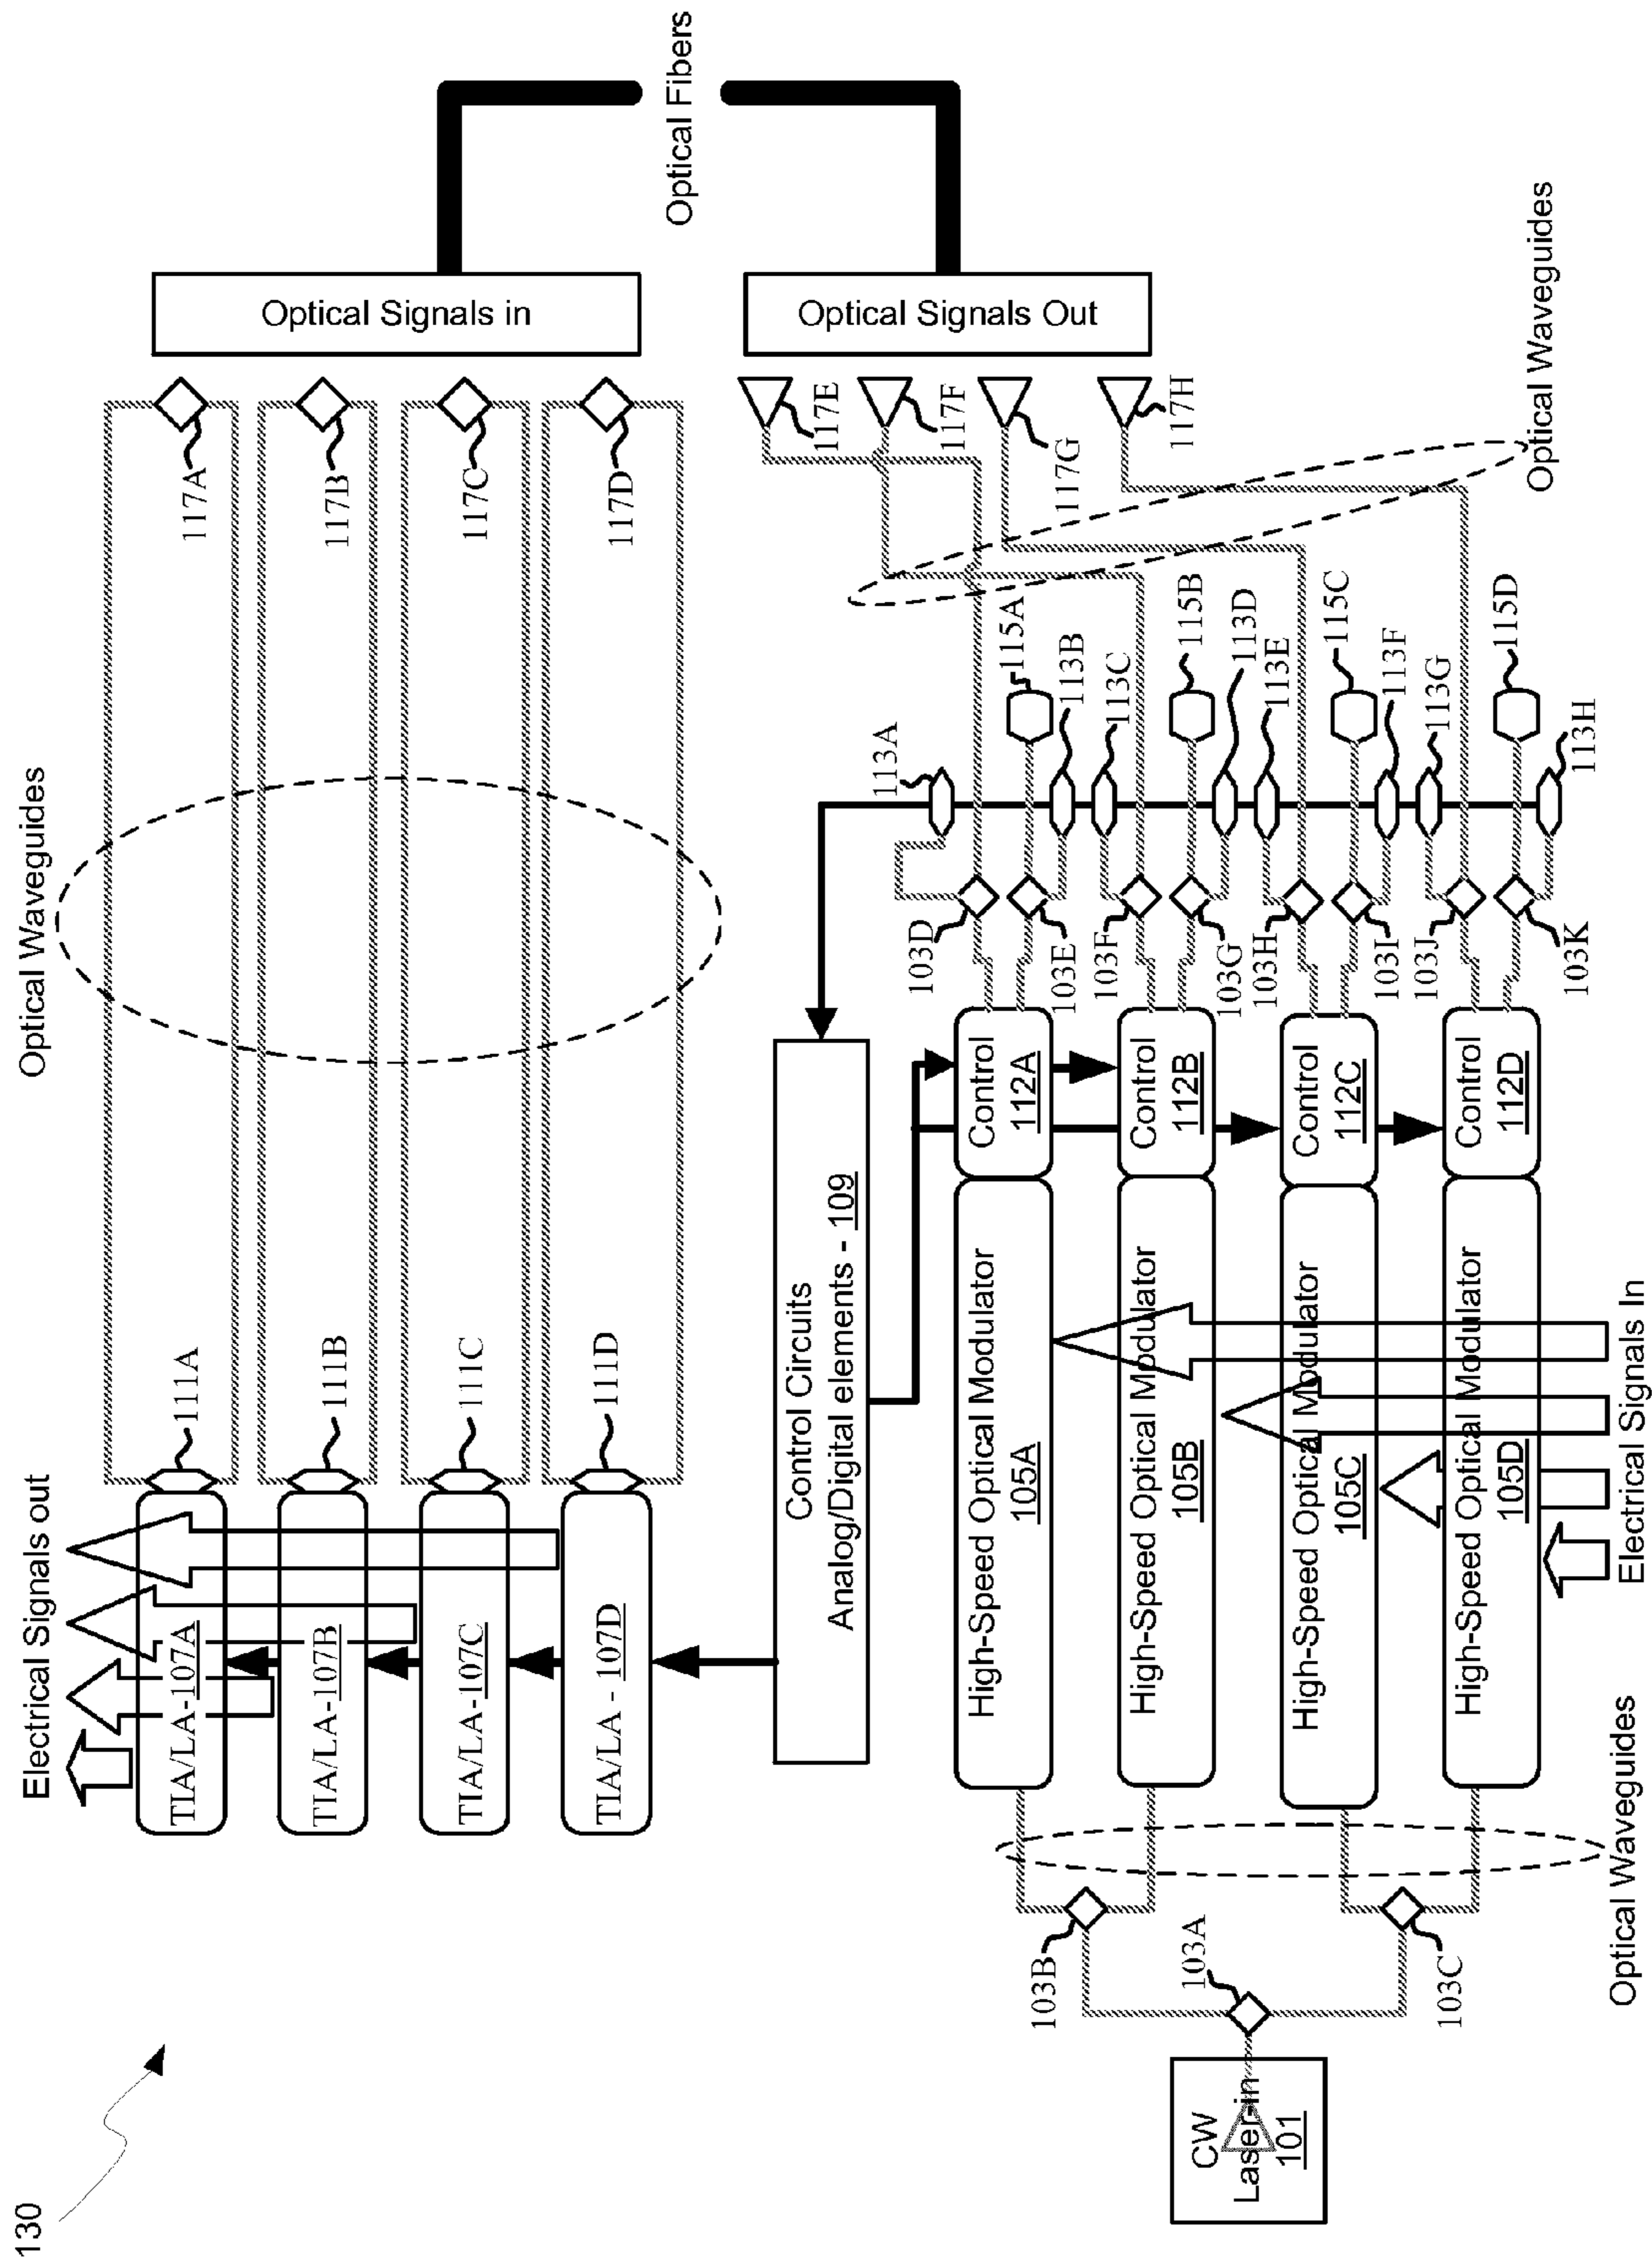 130
Electrical Signals out
Optical Waveguides
TIA/LA-107A
TIA/LA-107B
TIA/LA-107C
TIA/LA - 107D
111A
111B
111C
111D
117A
117B
117C
117D
Optical Signals in
Optical Fibers
Optical Signals Out
117E
117F
117G
117H
Optical Waveguides
Control Circuits
Analog/Digital elements - 109
CW
Laser-in
101
103A
103B
103C
Optical Waveguides
High-Speed Optical Modulator
105A
High-Speed Optical Modulator
105B
High-Speed Optical Modulator
105C
High-Speed Optical Modulator
105D
Electrical Signals In
Control
112A
Control
112B
Control
112C
Control
112D
103D
103E
103F
103G
103H
103I
103J
103K
113A
113B
113C
113D
113E
113F
113G
113H
115A
115B
115C
115D